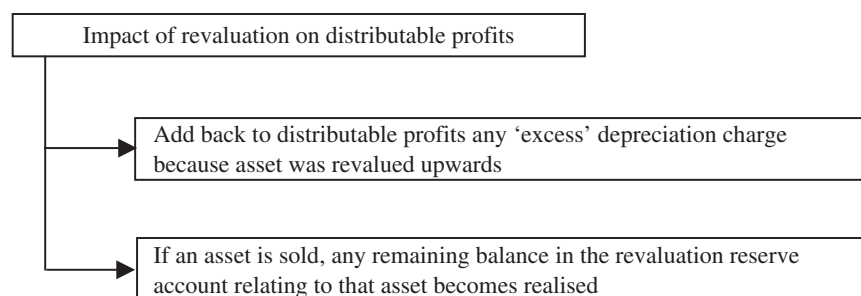 Impact of revaluation on distributable profits
Add back to distributable profits any ‘excess’ depreciation charge
because asset was revalued upwards
If an asset is sold, any remaining balance in the revaluation reserve
account relating to that asset becomes realised